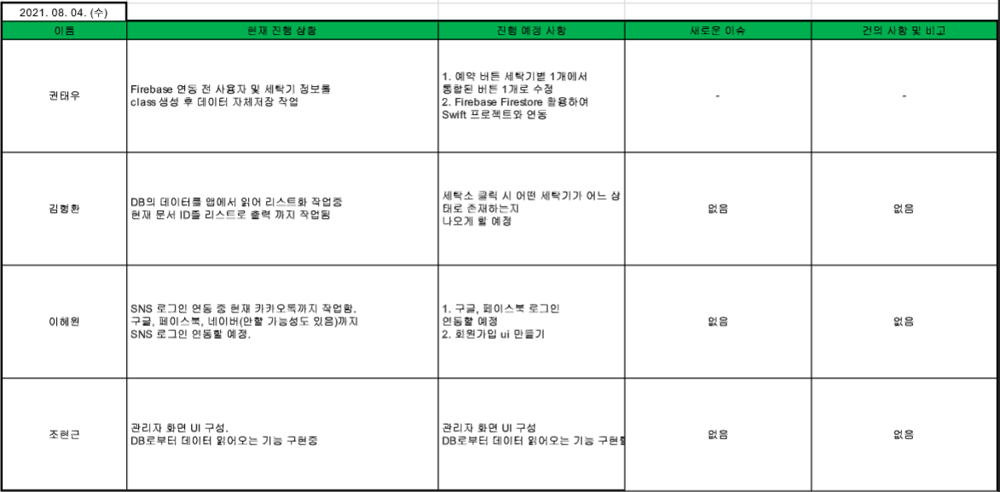 2021. 08. 04. (수)
이름 현재 진행 상황 진행 예정 사항 새로운 이슈 건의 사항 및 비고
권태우
Firebase 연동 전 사용자 및 세탁기 정보를
class 생성 후 데이터 자체저장 작업
1. 예약 버튼 세탁기별 1개에서
통합된 버튼 1개로 수정
2. Firebase Firestore 활용하여
Swift 프로젝트와 연동
-
-
김형환
DB의 데이터를 앱에서 읽어 리스트화 작업중
현재 문서 ID를 리스트로 출력 까지 작업됨
세탁소 클릭 시 어떤 세탁기가 어느 상
태로 존재하는지
나오게 할 예정
없음
없음
이혜원
SNS 로그인 연동 중 현재 카카오톡까지 작업함.
구글, 페이스북, 네이버(안할 가능성도 있음)까지
SNS 로그인 연동할 예정.
1. 구글, 페이스북 로그인
연동할 예정
2. 회원가입 ui 만들기
없음
없음
조현근
관리자 화면 UI 구성.
DB로부터 데이터 읽어오는 기능 구현중
관리자 화면 UI 구성
DB로부터 데이터 읽어오는 기능 구현
없음
없음